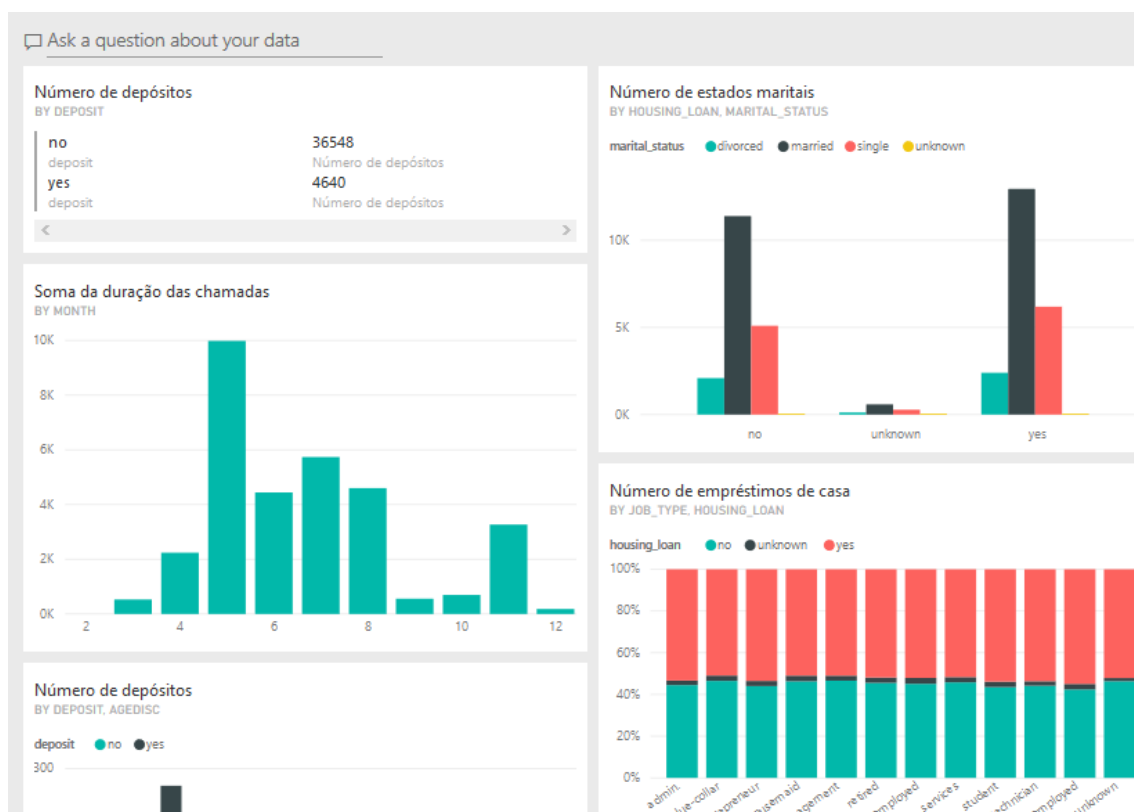 Ask a question about your data
Número de depósitos
BY DEPOSIT
no 36548
deposit Número de depósitos
yes 4640
deposit Número de depósitos
Soma da duração das chamadas
BY MONTH
10K
8K
6K
4K
2K
0K
2 4 6 8 10 12
Número de depósitos
BY DEPOSIT, AGEDISC
deposit no yes
300
Número de estados maritais
BY HOUSING_LOAN, MARITAL_STATUS
marital_status divorced married single unknown
10K
5K
0K
no unknown yes
Número de empréstimos de casa
BY JOB_TYPE, HOUSING_LOAN
housing_loan no unknown yes
100%
80%
60%
40%
20%
0%
admin. retired services student unknown